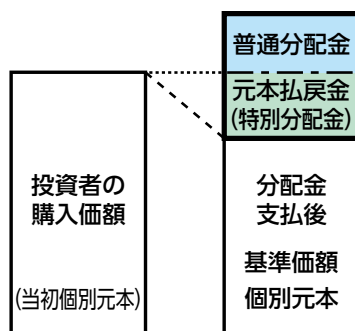 普通分配金
元本払戻金
(特別分配金)
投資者の
購入価額
(当初個別元本)
分配金
支払後
基準価額
個別元本